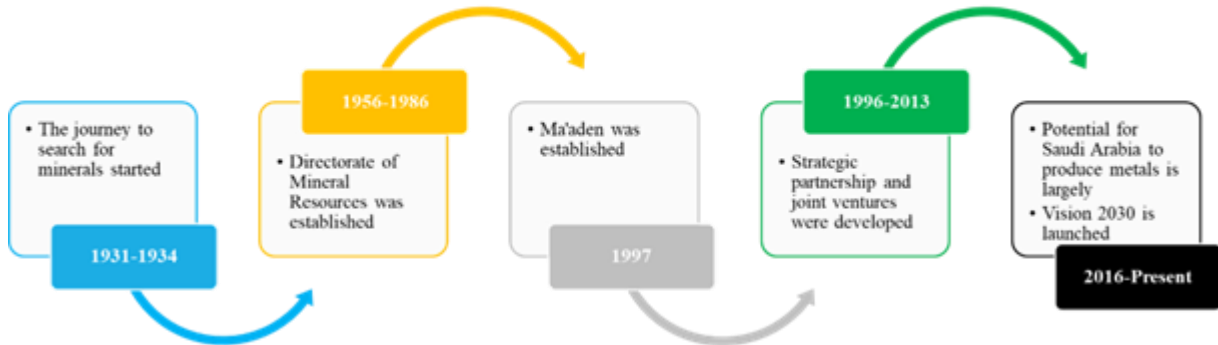 • The journey to
search for
minerals started
1931-1934
1956-1986
• Directorate of
Mineral
Resources was
established
• Ma'aden was
established
1997
1996-2013
• Strategic
partnership and
joint ventures
were developed
• Potential for
Saudi Arabia to
produce metals is
largely
• Vision 2030 is
launched
2016-Present